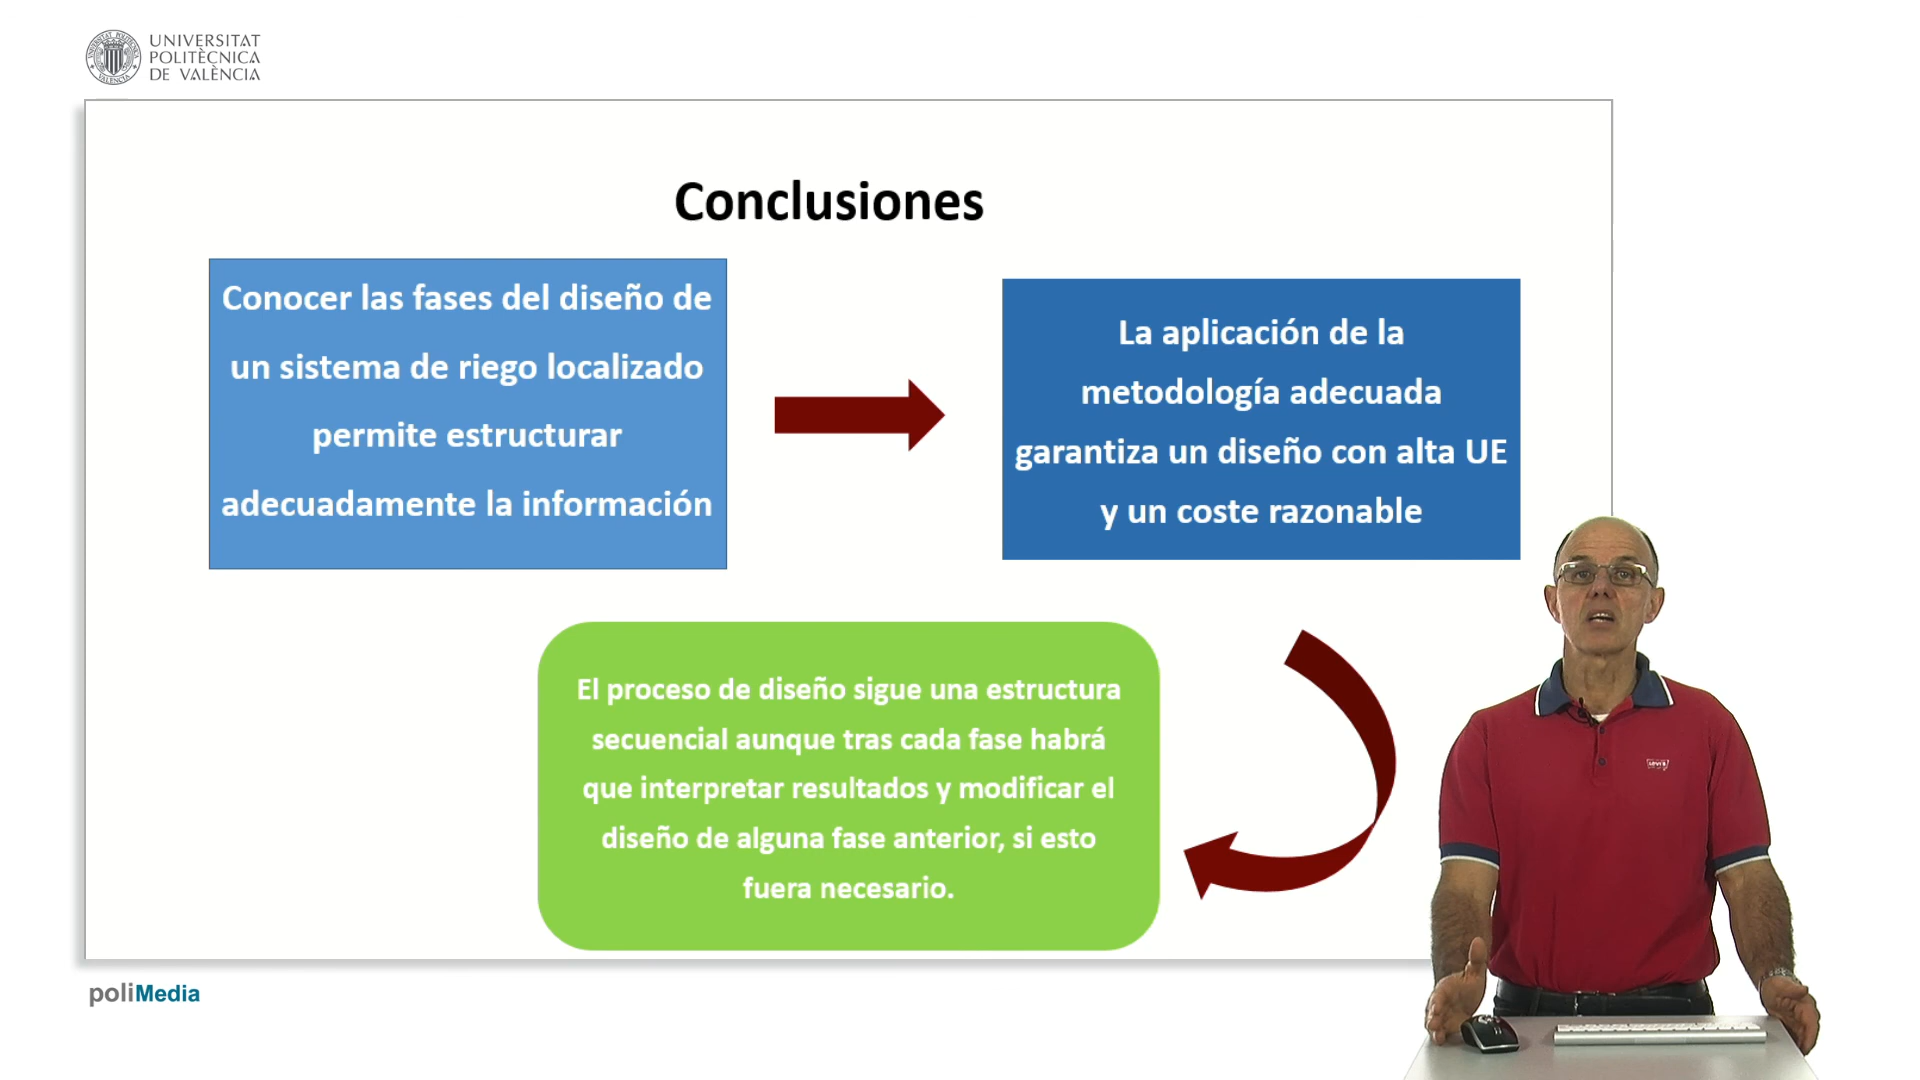 UNIVERSITAT
POLITÈCNICA
DE VALÈNCIA
Conclusiones
Conocer las fases del diseño de
un sistema de riego localizado
permite estructurar
adecuadamente la información
La aplicación de la
metodología adecuada
garantiza un diseño con alta UE
y un coste razonable
El proceso de diseño sigue una estructura
secuencial aunque tras cada fase habrá
que interpretar resultados y modificar el
diseño de alguna fase anterior, si esto
fuera necesario.
Levi's
poliMedia